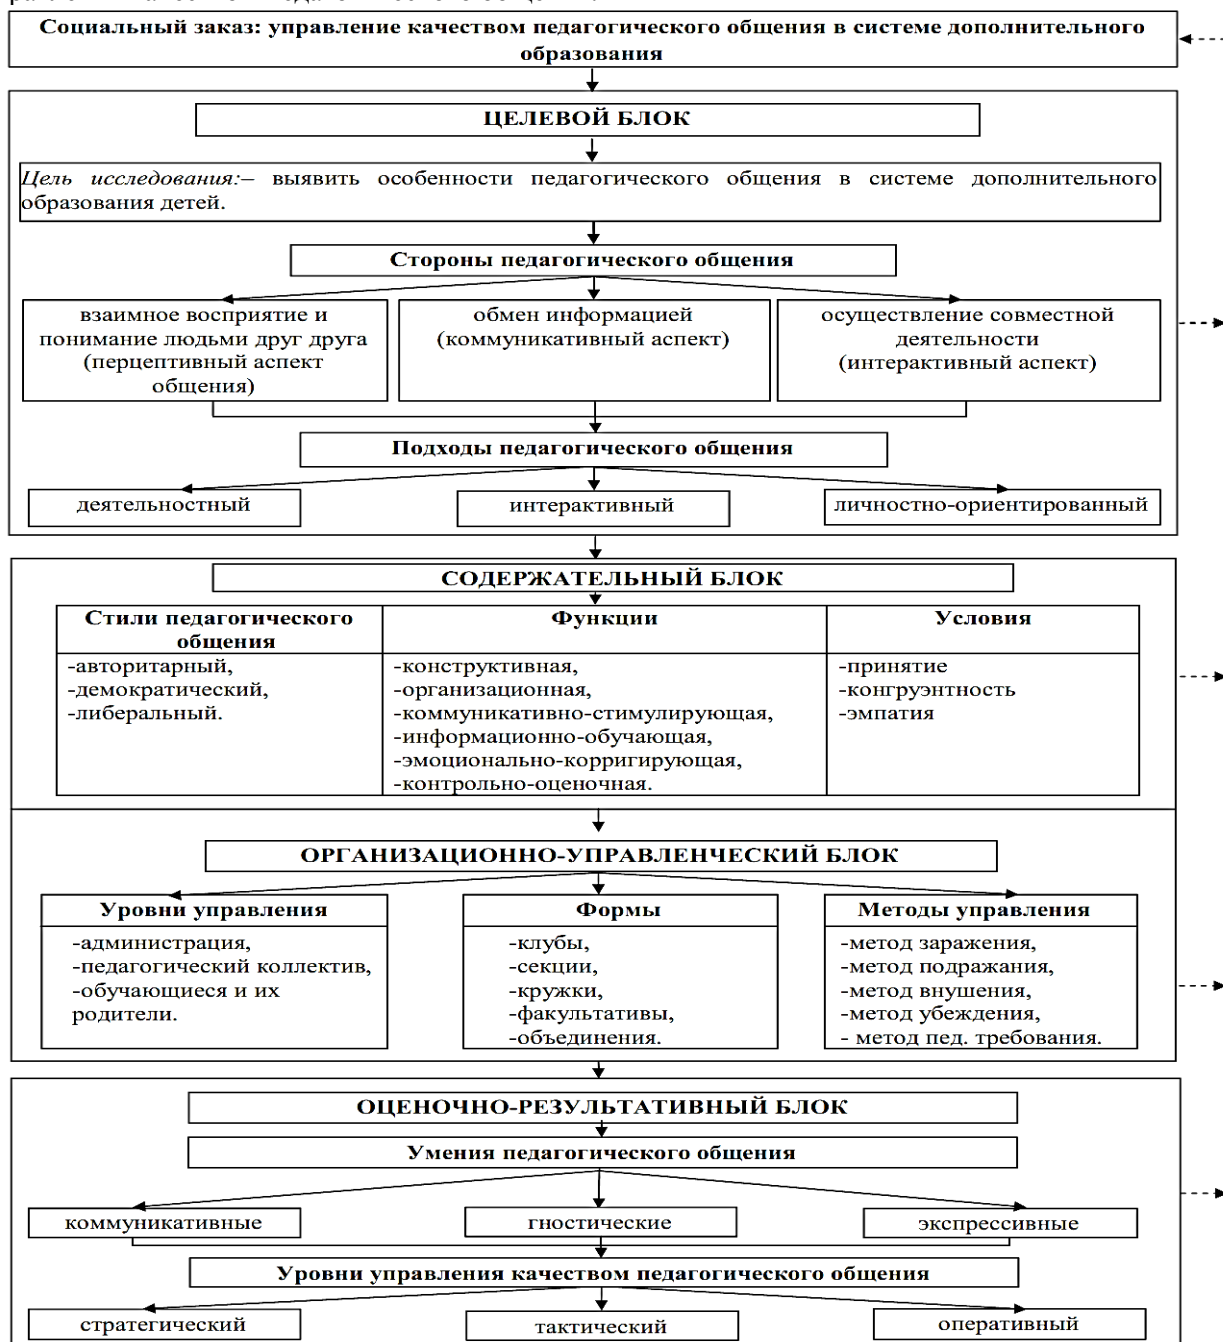 Социальный заказ: управление качеством педагогического общения в системе дополнительного
образования
ЦЕЛЕВОЙ БЛОК
Цель исследования:– выявить особенности педагогического общения в системе дополнительного
образования детей.
Стороны педагогического общения
взаимное восприятие и
понимание людьми друг друга
(перцептивный аспект
общения)
обмен информацией
(коммуникативный аспект)
осуществление совместной
деятельности
(интерактивный аспект)
Подходы педагогического общения
деятельностный
интерактивный
личностно-ориентированный
СОДЕРЖАТЕЛЬНЫЙ БЛОК
Стили педагогического
общения
-авторитарный,
-демократический,
-либеральный.
Функции
-конструктивная,
-организационная,
-коммуникативно-стимулирующая,
-информационно-обучающая,
-эмоционально-корригирующая,
-контрольно-оценочная.
Условия
-принятие
-конгруэнтность
-эмпатия
ОРГАНИЗАЦИОННО-УПРАВЛЕНЧЕСКИЙ БЛОК
Уровни управления
-администрация,
-педагогический коллектив,
-обучающиеся и их
родители.
Формы
-клубы,
-секции,
-кружки,
-факультативы,
-объединения.
Методы управления
-метод заражения,
-метод подражания,
-метод внушения,
-метод убеждения,
- метод пед. требования.
ОЦЕНОЧНО-РЕЗУЛЬТАТИВНЫЙ БЛОК
Умения педагогического общения
коммуникативные
гностические
экспрессивные
Уровни управления качеством педагогического общения
стратегический
тактический
оперативный